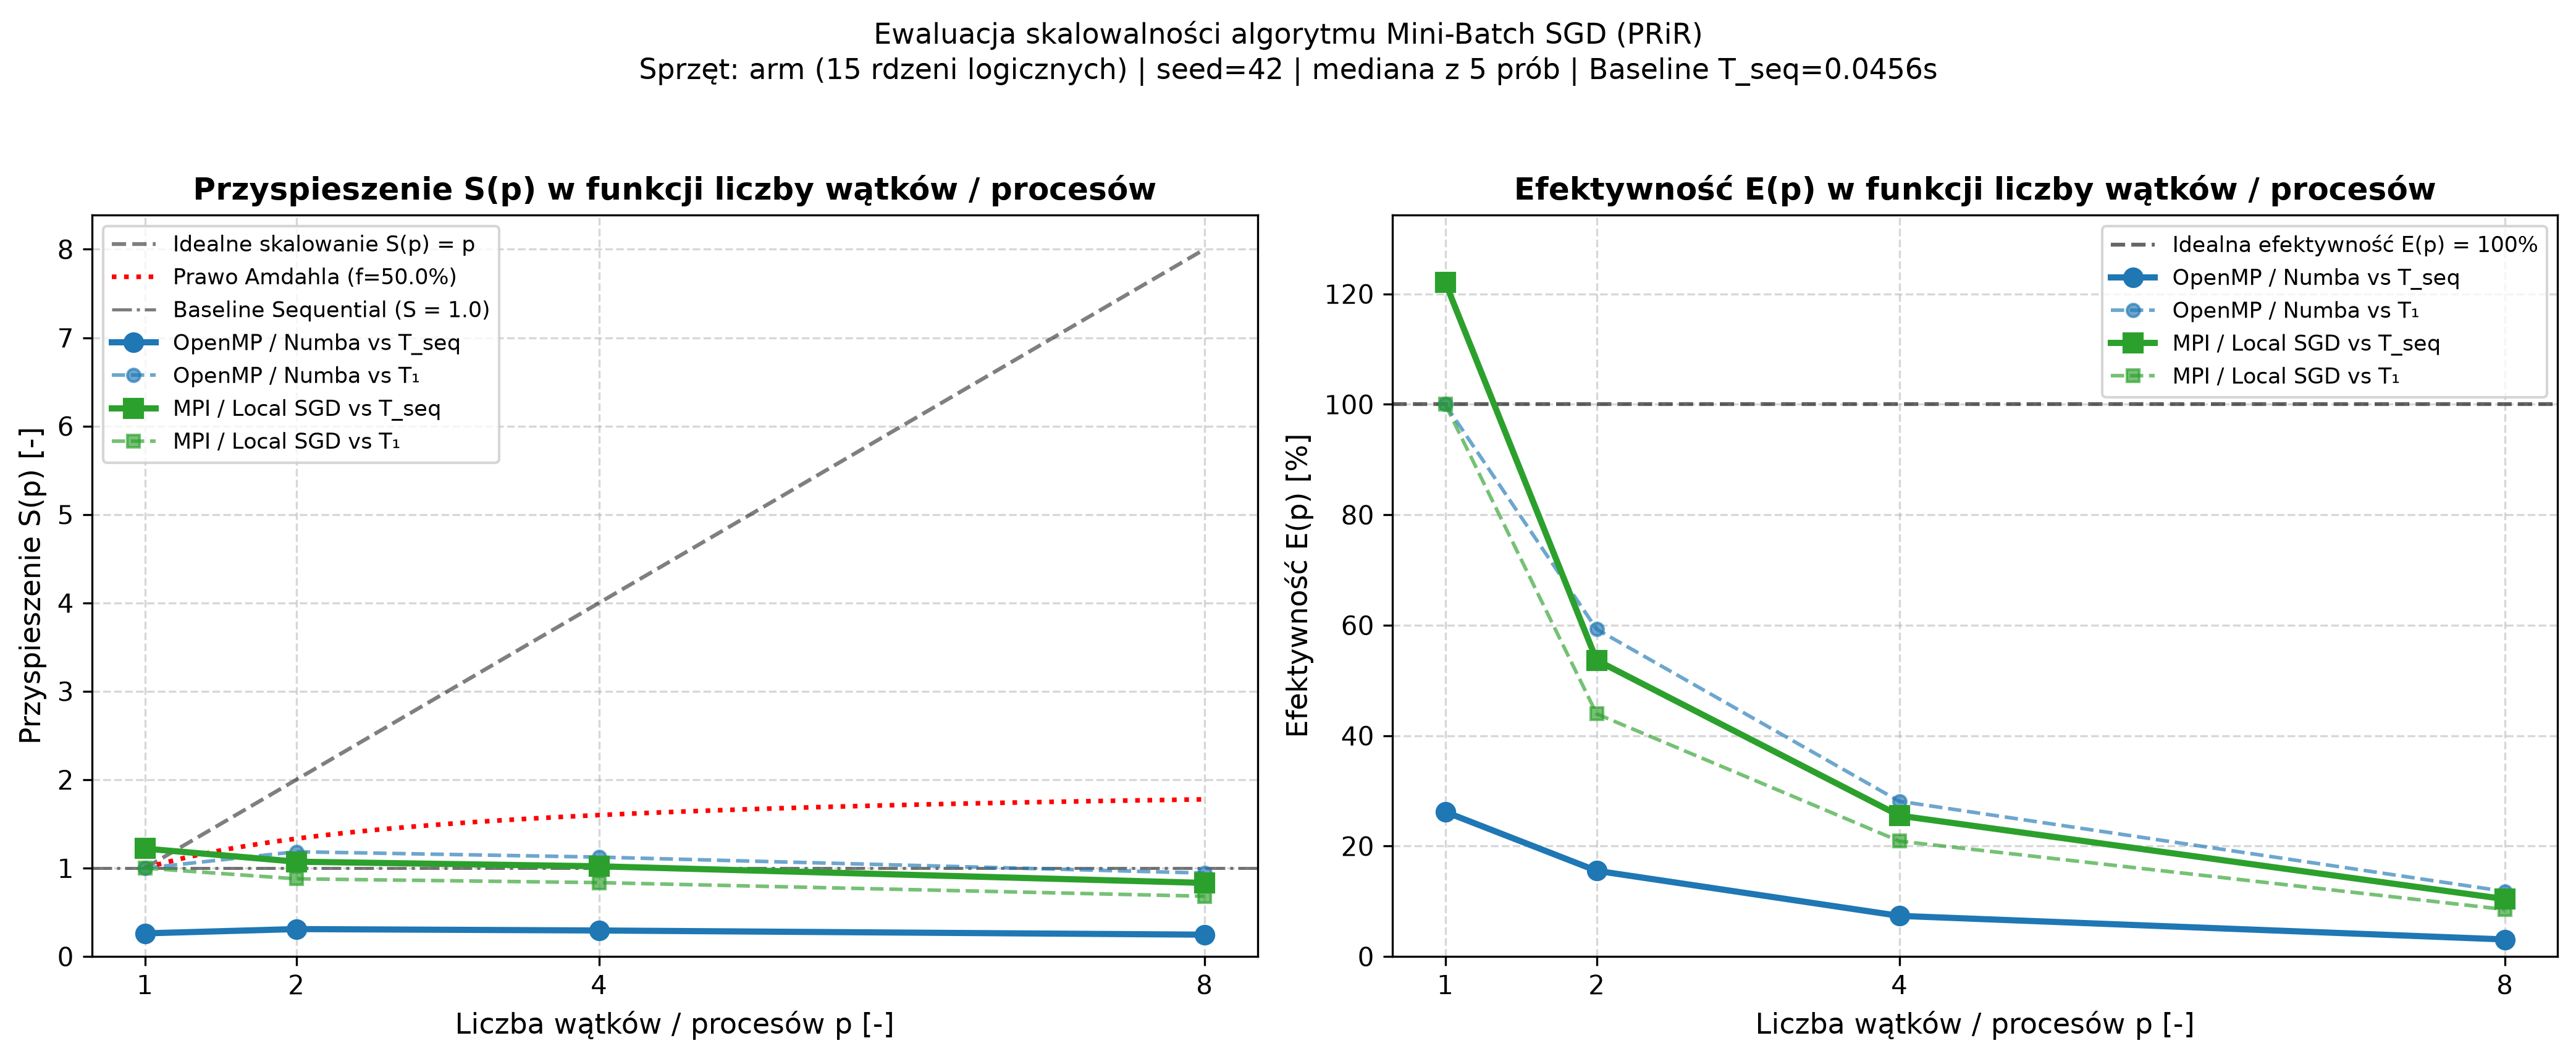 Ewaluacja skalowalności algorytmu Mini-Batch SGD (PRiR)
Sprzęt: arm (15 rdzeni logicznych) | seed=42 | mediana z 5 prób | Baseline T_seq=0.0456s
Przyspieszenie S(p) w funkcji liczby wątków / procesów
Idealne skalowanie S(p) = p
Prawo Amdahla (f=50.0%)
Baseline Sequential (S = 1.0)
OpenMP / Numba vs T_seq
OpenMP / Numba vs T₁
MPI / Local SGD vs T_seq
MPI / Local SGD vs T₁
Przyspieszenie S(p) [-]
8
7
6
5
4
3
2
1
0
1 2 4 8
Liczba wątków / procesów p [-]
Efektywność E(p) w funkcji liczby wątków / procesów
Idealna efektywność E(p) = 100%
OpenMP / Numba vs T_seq
OpenMP / Numba vs T₁
MPI / Local SGD vs T_seq
MPI / Local SGD vs T₁
Efektywność E(p) [%]
120
100
80
60
40
20
0
1 2 4 8
Liczba wątków / procesów p [-]